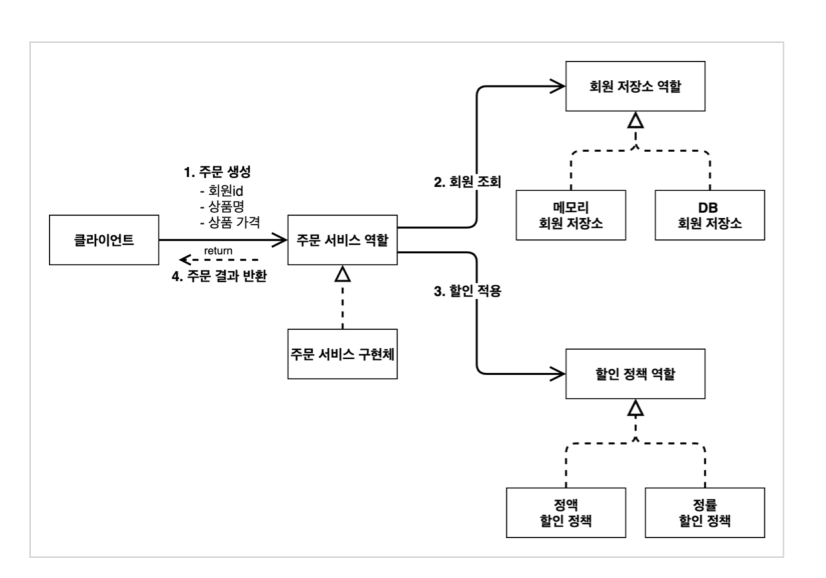 회원 저장소 역할
1. 주문 생성
- 회원id
- 상품명
- 상품 가격
2. 회원 조회
메모리
회원 저장소
DB
회원 저장소
클라이언트
주문 서비스 역할
return
4. 주문 결과 반환
3. 할인 적용
주문 서비스 구현체
할인 정책 역할
정액
할인 정책
정률
할인 정책